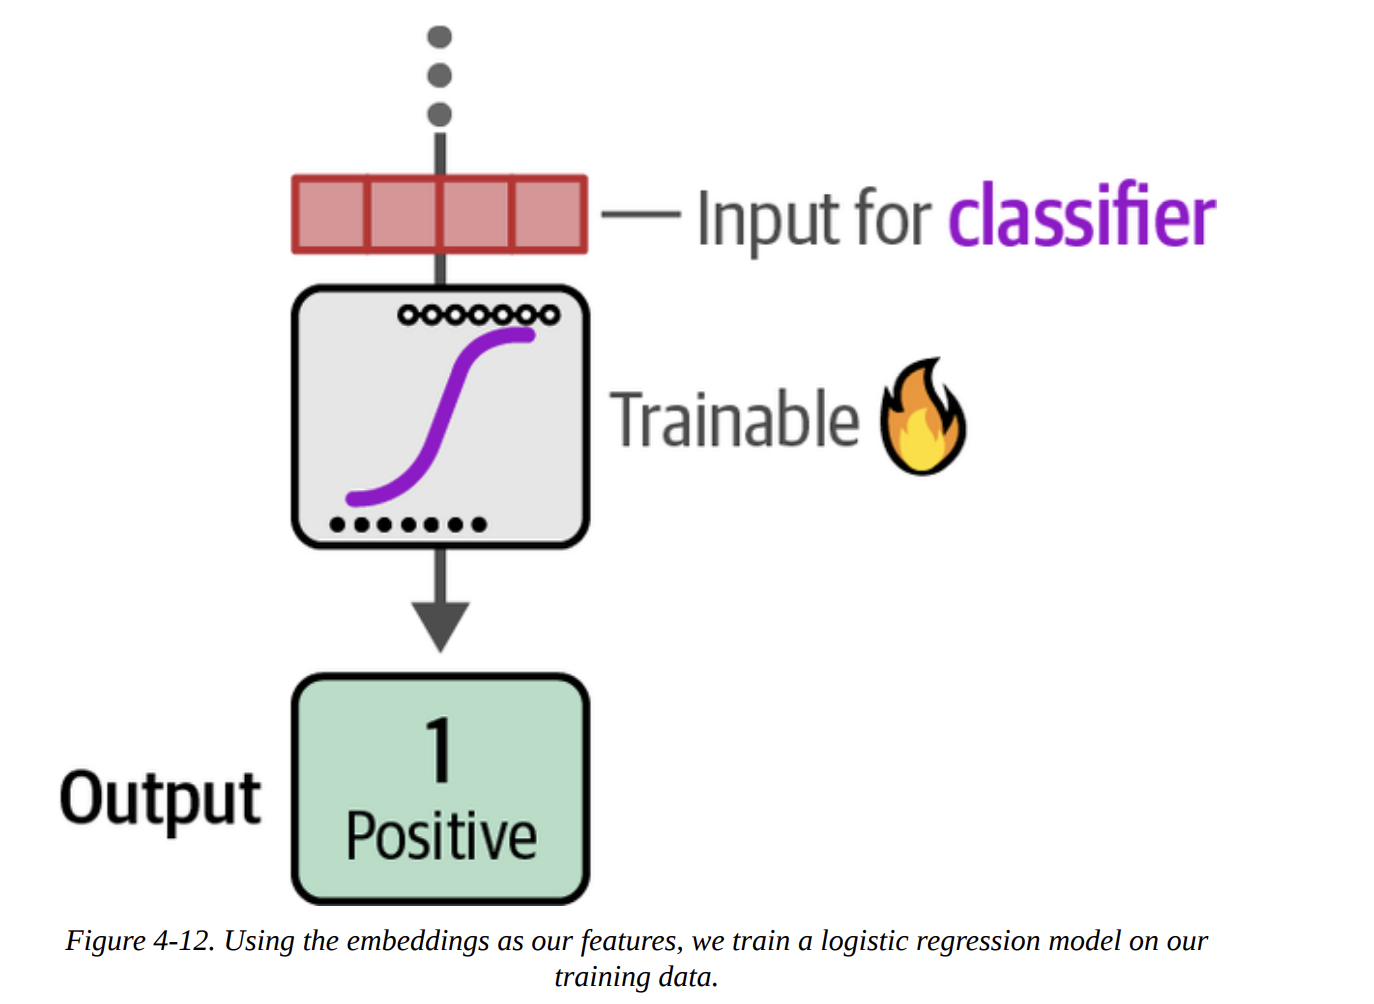 Input for classifier
Trainable
1
Positive
Output
Figure 4-12. Using the embeddings as our features, we train a logistic regression model on our
training data.